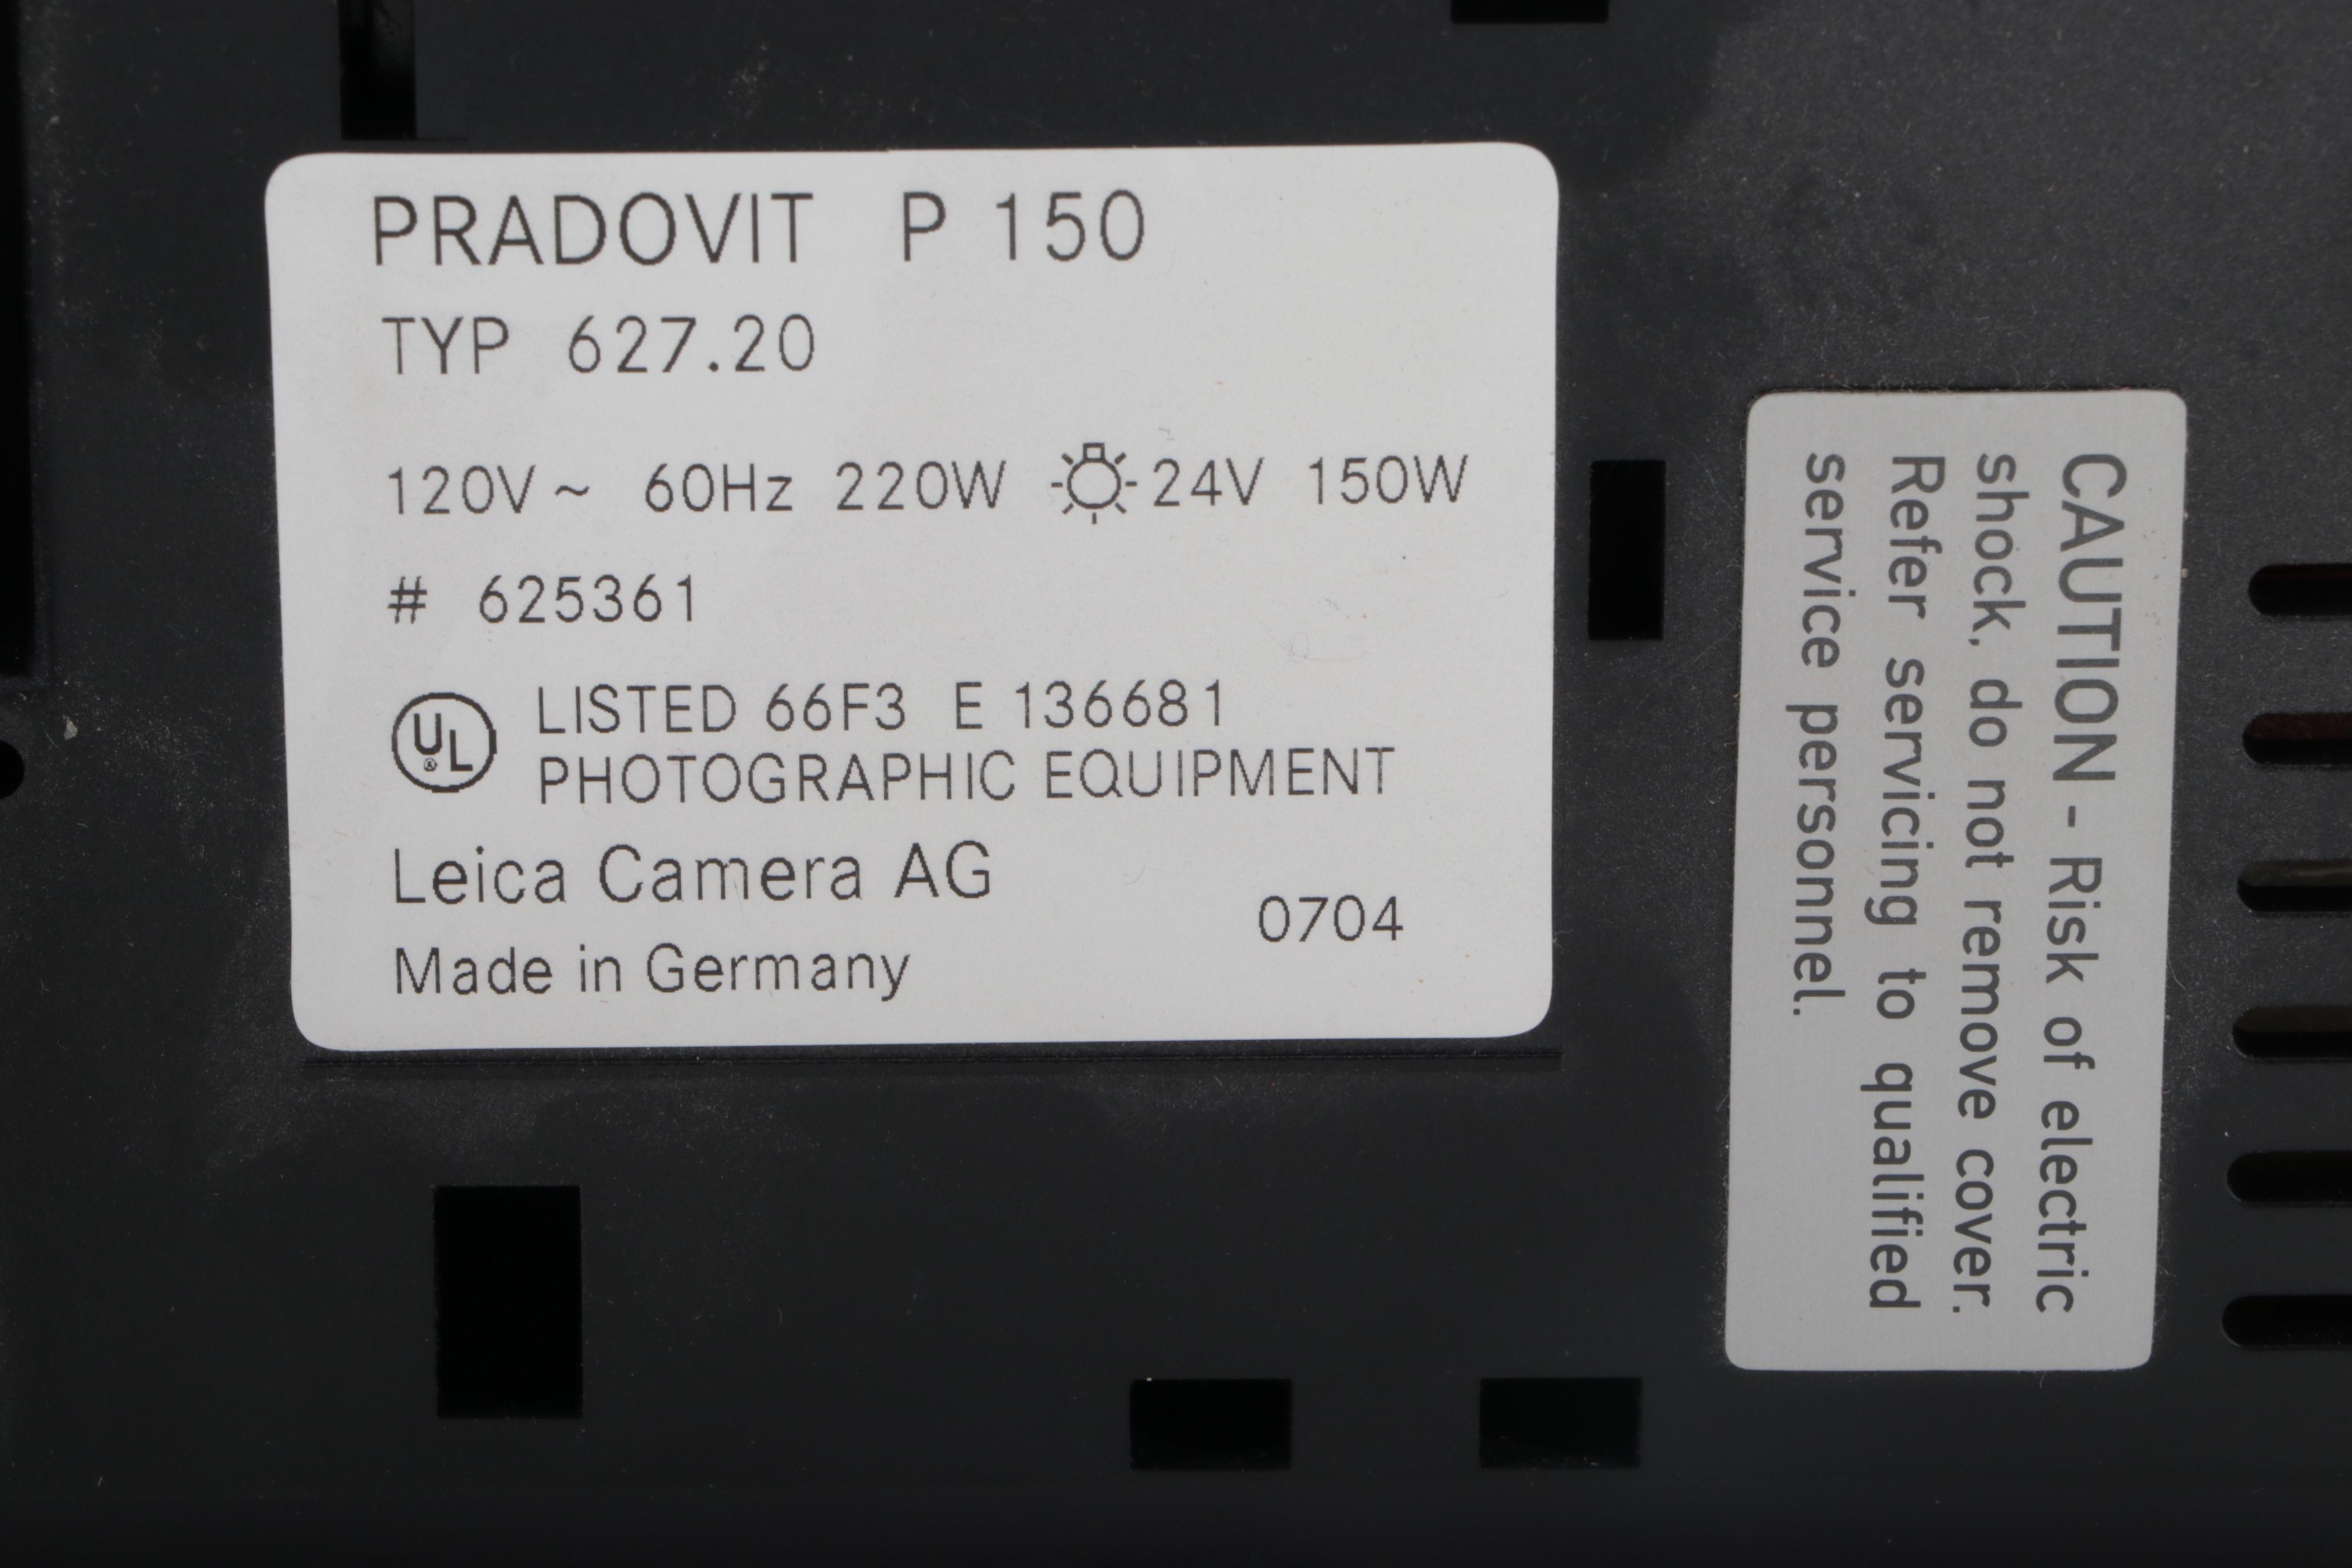 PRADOVIT P 150
TYP 627.20
120V ~ 60Hz 220W 24V 150W
# 625361
UL ® LISTED 66F3 E 136681
PHOTOGRAPHIC EQUIPMENT
Leica Camera AG
0704
Made in Germany
CAUTION - Risk of electric
shock, do not remove cover.
Refer servicing to qualified
service personnel.